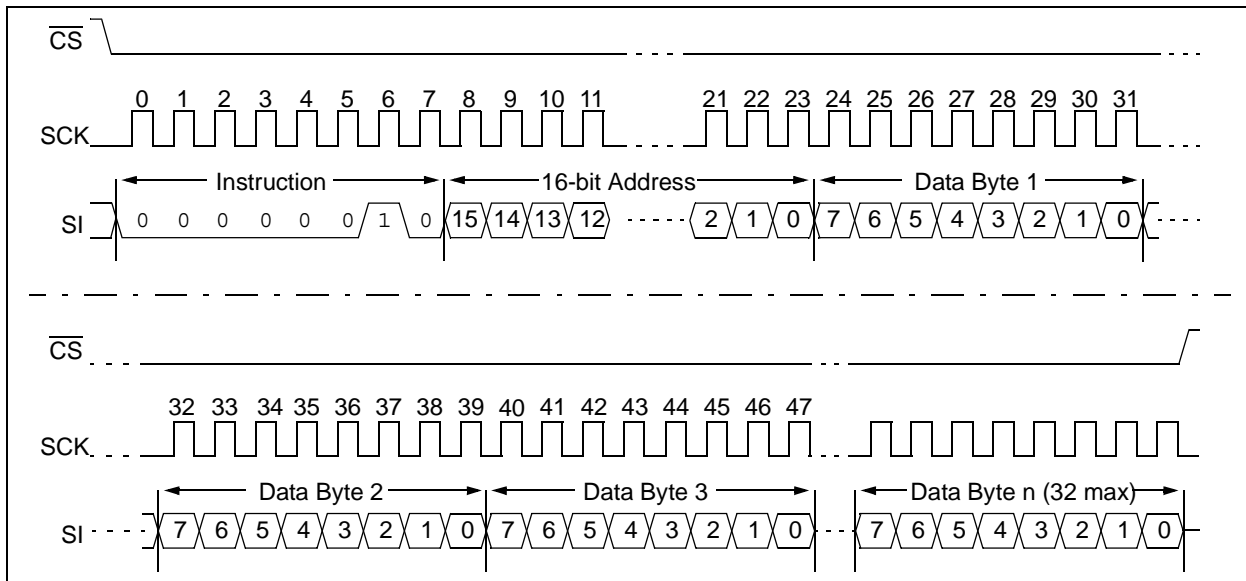 CS
0 1 2 3 4 5 6 7 8 9 10 11 21 22 23 24 25 26 27 28 29 30 31
SCK
Instruction 16-bit Address Data Byte 1
SI 0 0 0 0 0 0 1 0 15 14 13 12 2 1 0 7 6 5 4 3 2 1 0
CS
32 33 34 35 36 37 38 39 40 41 42 43 44 45 46 47
SCK
Data Byte 2 Data Byte 3 Data Byte n (32 max)
SI 7 6 5 4 3 2 1 0 7 6 5 4 3 2 1 0 7 6 5 4 3 2 1 0